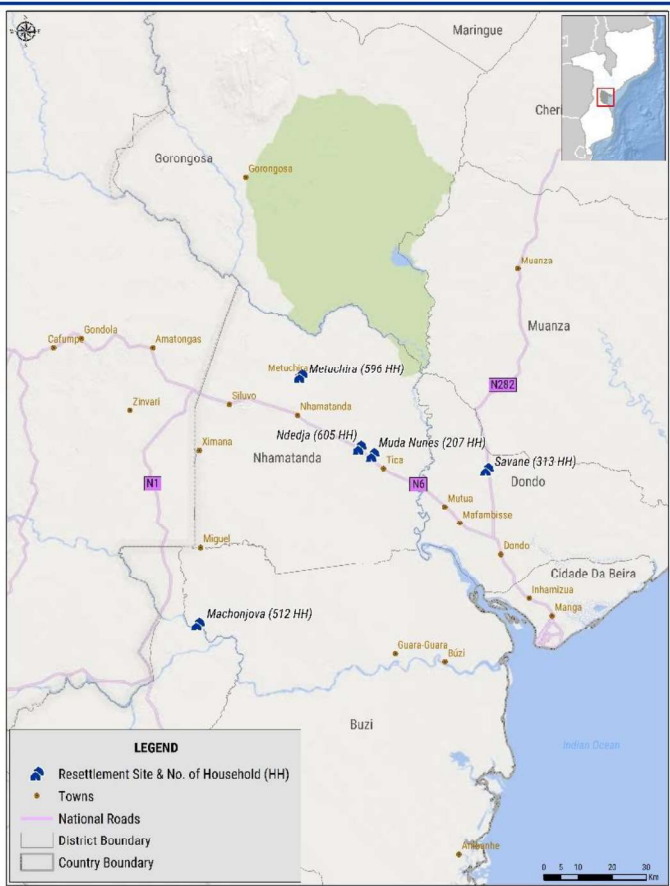 Maringue
Cheri
Gorongosa
Gorongosa
Muanza
Muanza
Cafumpe
Gondola
Amatongas
Metuchira
Metuchira (596 HH)
N282
Zinvari
Siluvo
Nhamatanda
Ndedja (605 HH)
Muda Nunes (207 HH)
Savane (313 HH)
Ximana
Nhamatanda
Tica
Dondo
N1
N6
Mutua
Mafambisse
Miguel
Dondo
Cidade Da Beira
Inhamizua
Manga
Machonjova (512 HH)
Guara-Guara
Búzi
Buzi
Indian Ocean
LEGEND
Resettlement Site & No. of Household (HH)
Towns
National Roads
District Boundary
Country Boundary
0 5 10 20 30
Km